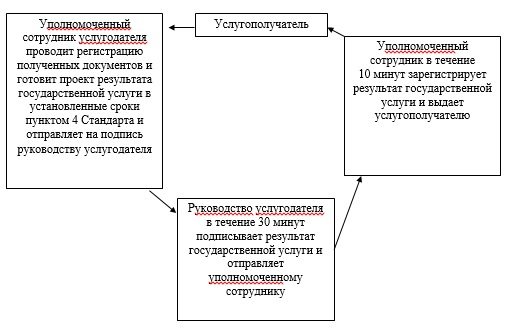 Услугополучатель
Уполномоченный
сотрудник услугодателя
проводит регистрацию
полученных документов и
готовит проект результата
государственной услуги в
установленные сроки
пунктом 4 Стандарта и
отправляет на подпись
руководству услугодателя
Руководство услугодателя
в течение 30 минут
подписывает результат
государственной услуги и
отправляет
уполномоченному
сотруднику
Уполномоченный
сотрудник в течение
10 минут зарегистрирует
результат государственной
услуги и выдает
услугополучателю